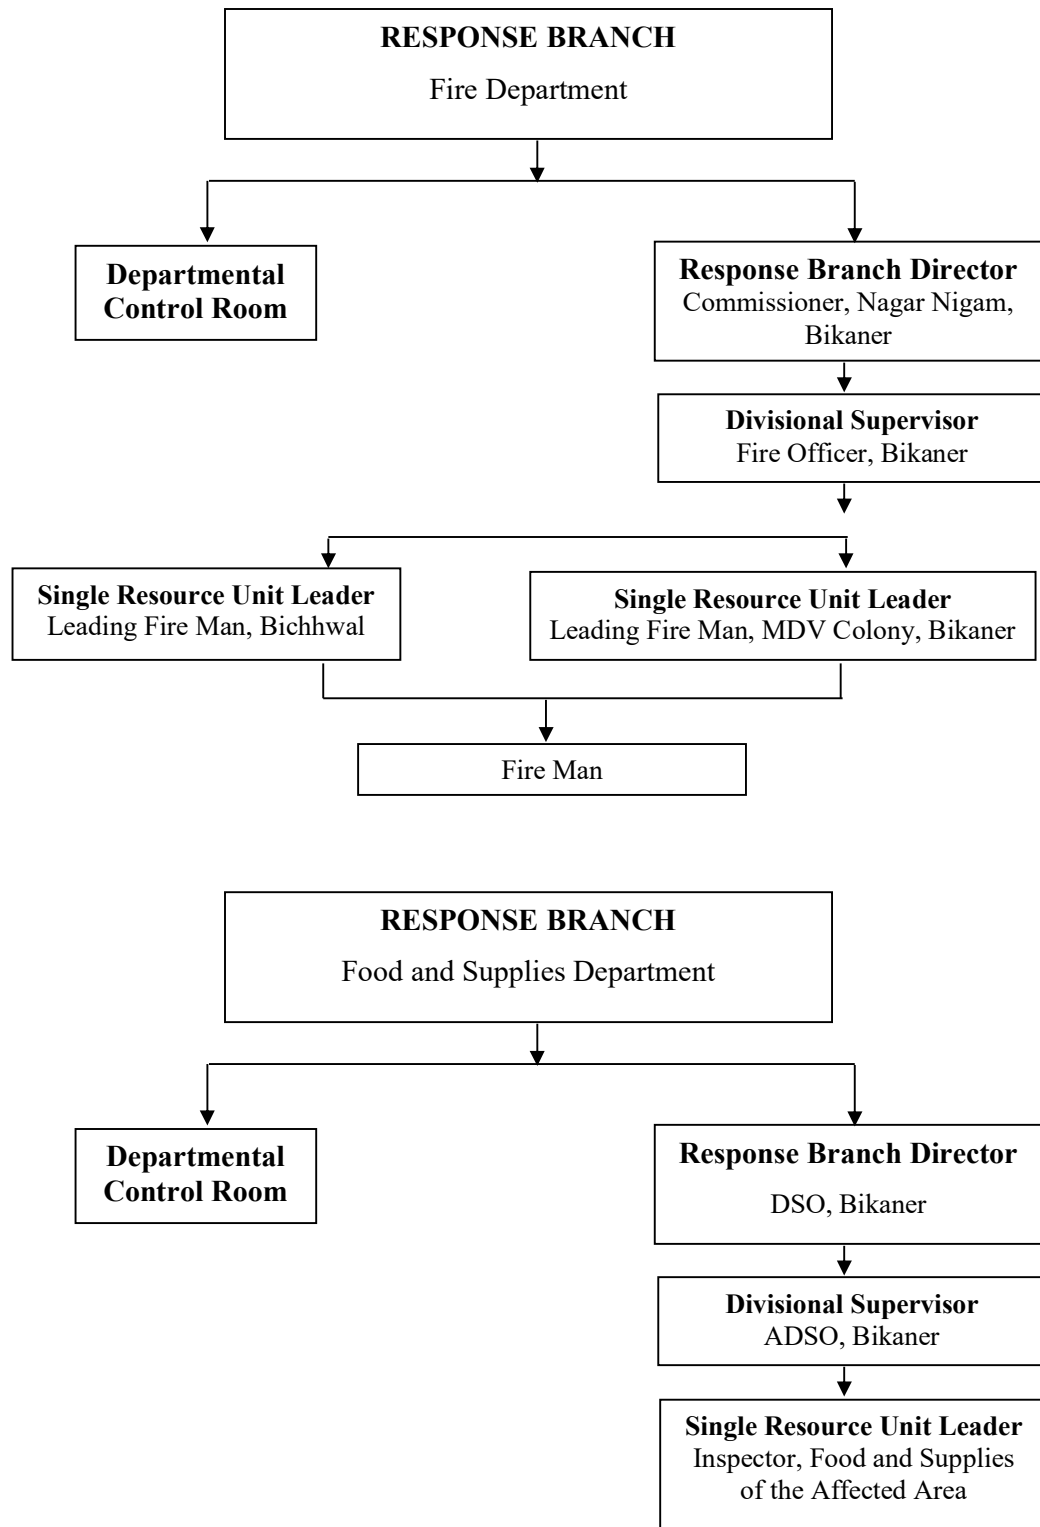 RESPONSE BRANCH
Fire Department
Departmental
Control Room
Response Branch Director
Commissioner, Nagar Nigam,
Bikaner
Divisional Supervisor
Fire Officer, Bikaner
Single Resource Unit Leader
Leading Fire Man, Bichhwal
Single Resource Unit Leader
Leading Fire Man, MDV Colony, Bikaner
Fire Man
RESPONSE BRANCH
Food and Supplies Department
Departmental
Control Room
Response Branch Director
DSO, Bikaner
Divisional Supervisor
ADSO, Bikaner
Single Resource Unit Leader
Inspector, Food and Supplies
of the Affected Area